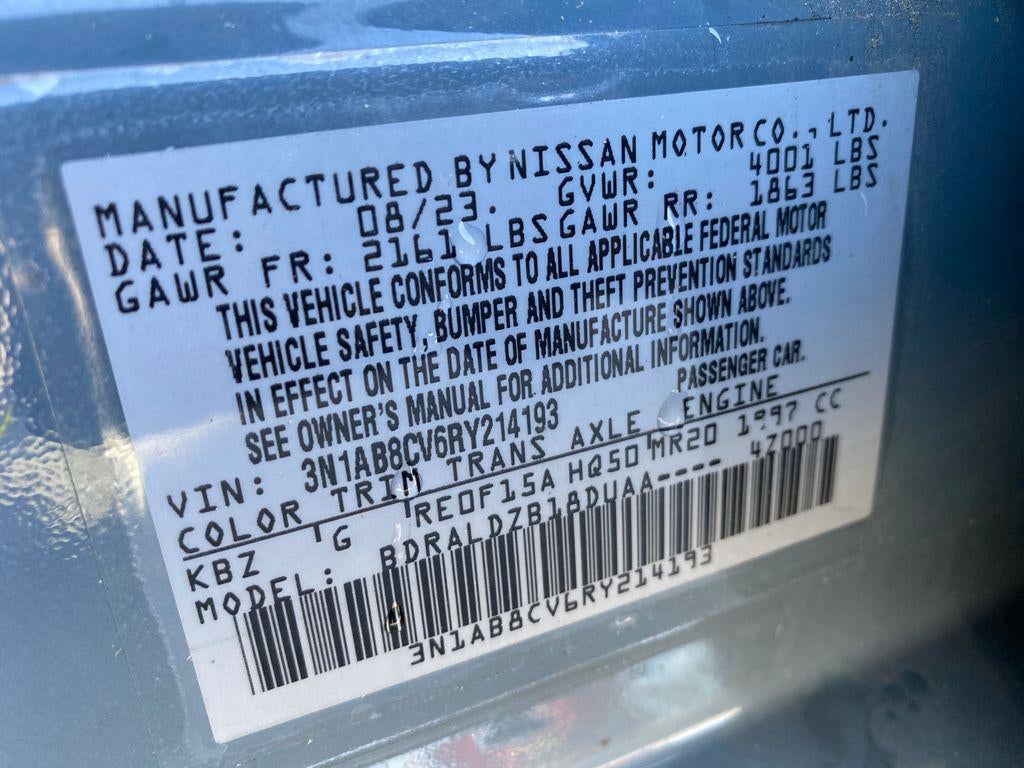 MANUFACTURED BY NISSAN MOTOR CO., LTD.
DATE: 08/23. GVWR: 4001 LBS
GAWR FR: 2161 LBS GAWR RR: 1863 LBS
THIS VEHICLE CONFORMS TO ALL APPLICABLE FEDERAL MOTOR
VEHICLE SAFETY, BUMPER AND THEFT PREVENTION STANDARDS
IN EFFECT ON THE DATE OF MANUFACTURE SHOWN ABOVE.
SEE OWNER'S MANUAL FOR ADDITIONAL INFORMATION.
VIN: 3N1AB8CV6RY214193 PASSENGER CAR.
COLOR TRIM TRANS AXLE ENGINE
KBZ G RE0F15A HQ50 MR20 1997 CC
MODEL: BDRALDZB18DUAA---- 4Z000
3N1AB8CV6RY214193